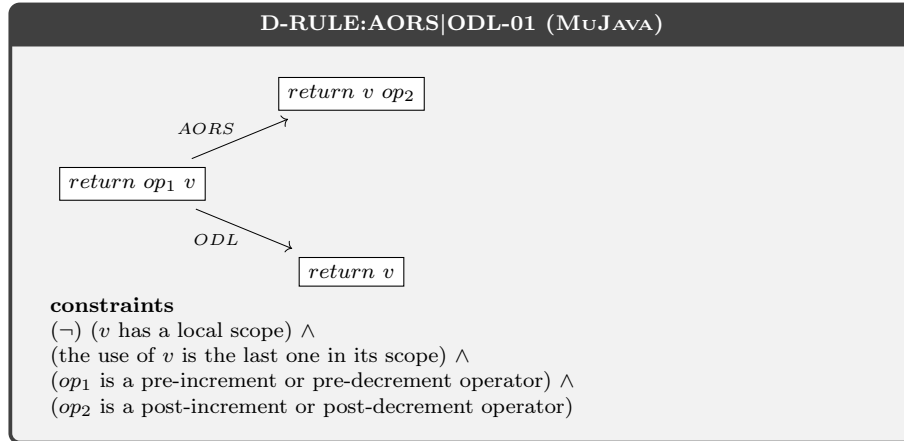 D-RULE:AORS|ODL-01 (MUJAVA)
return v op₂
AORS
return op₁ v
ODL
return v
constraints
(¬) (v has a local scope) ∧
(the use of v is the last one in its scope) ∧
(op₁ is a pre-increment or pre-decrement operator) ∧
(op₂ is a post-increment or post-decrement operator)